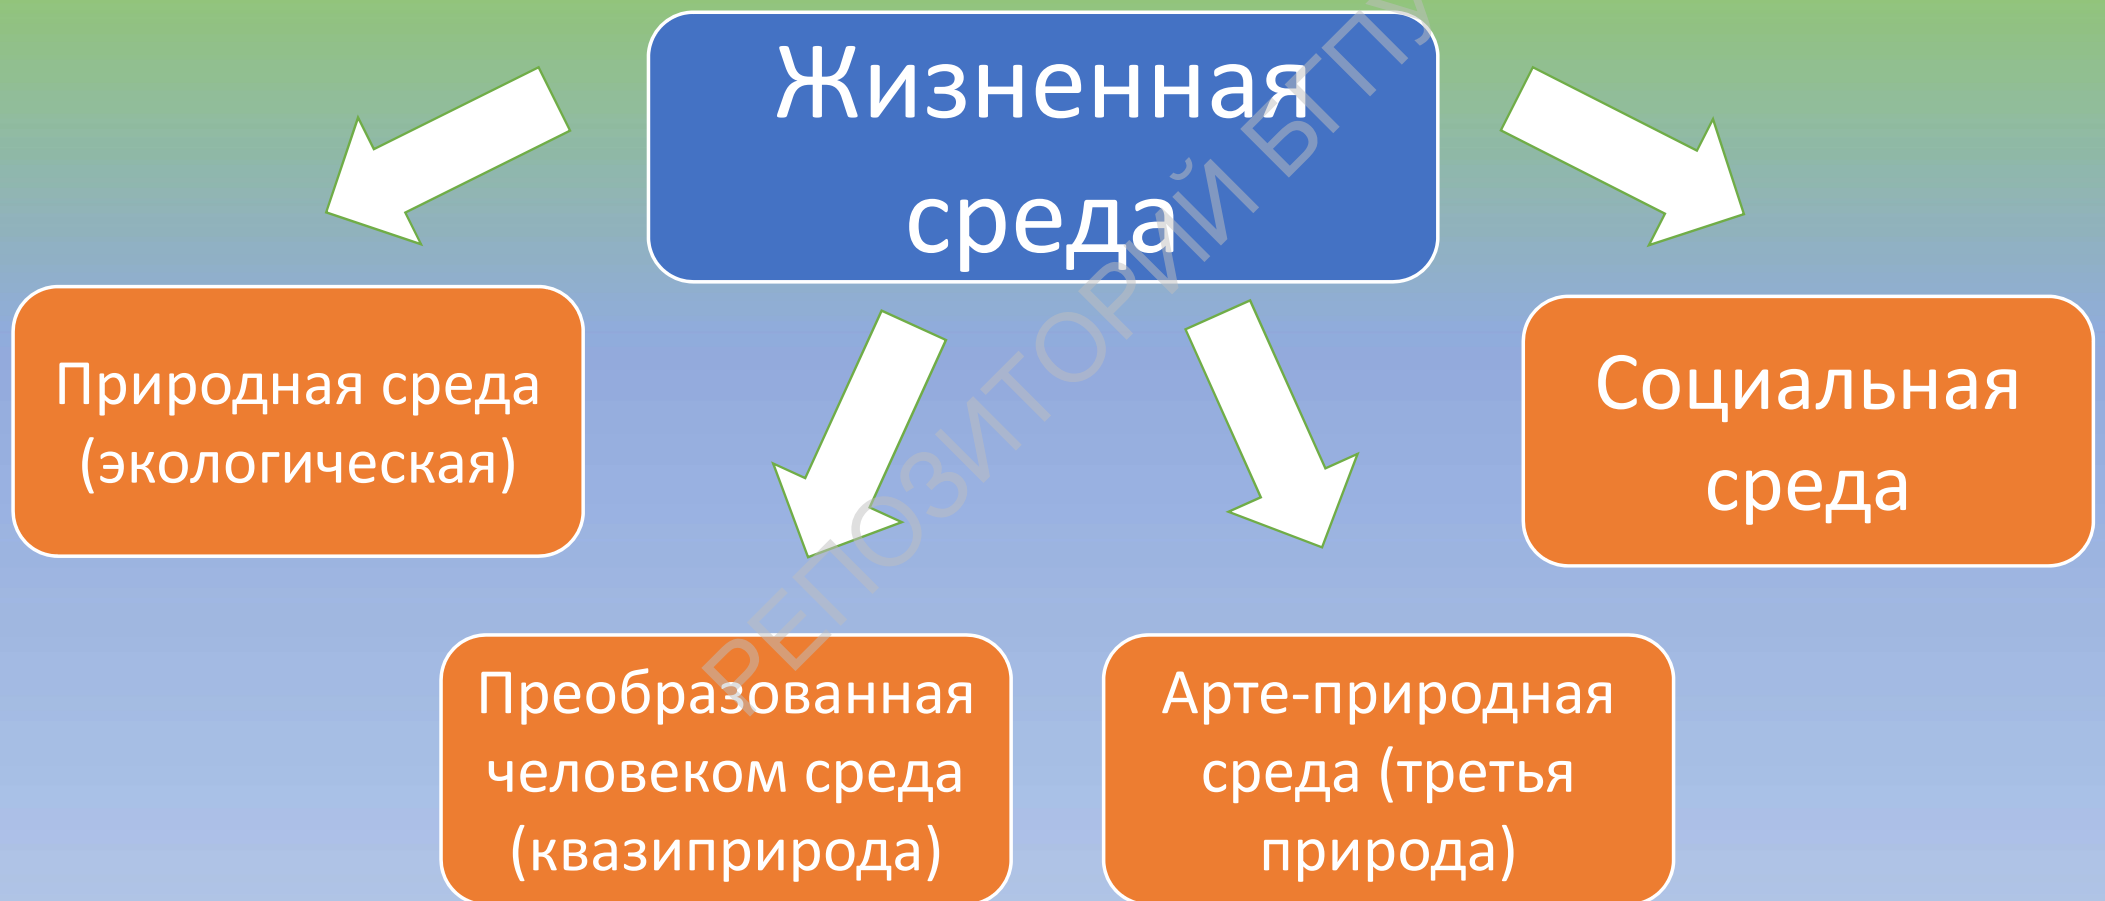 Жизненная
среда
Природная среда
(экологическая)
Социальная
среда
Преобразованная
человеком среда
(квазиприрода)
Арте-природная
среда (третья
природа)
РЕПОЗИТОРИЙ БГПУ